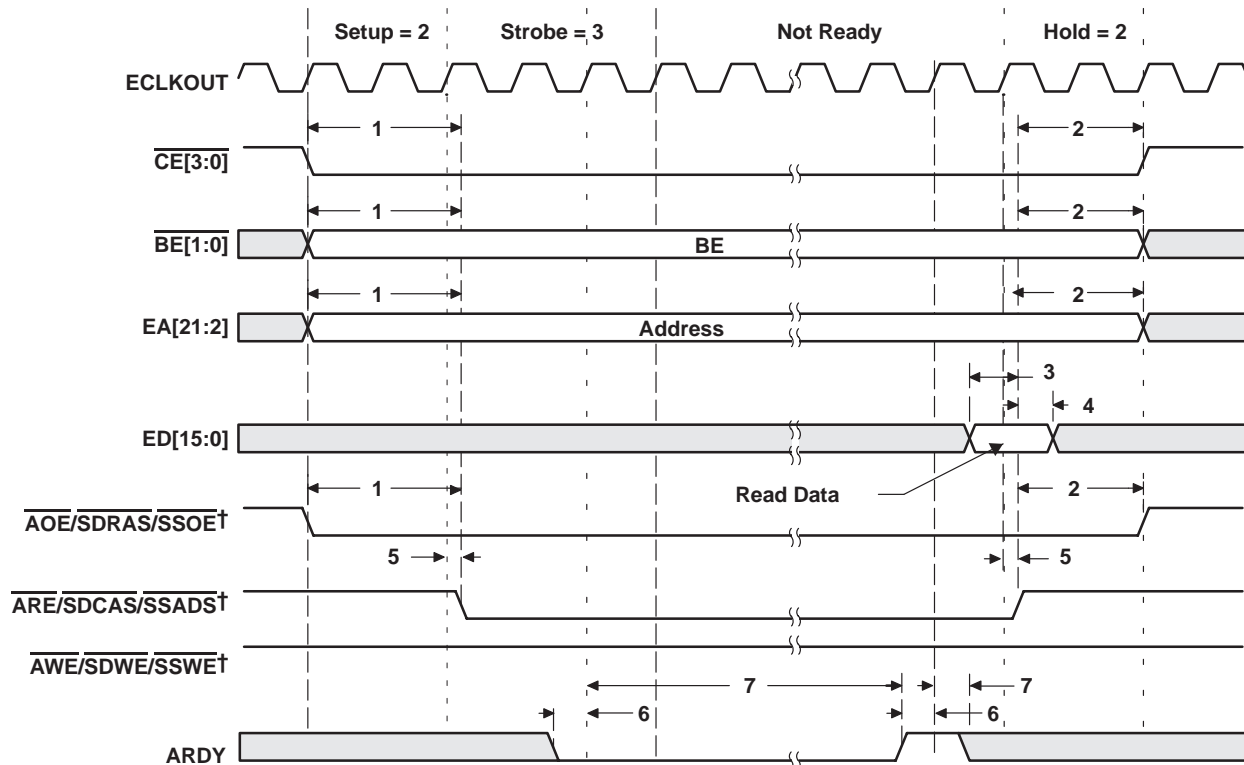 Setup = 2 Strobe = 3 Not Ready Hold = 2
ECLKOUT
1 2
CE[3:0]
1 2
BE[1:0] BE
1 2
EA[21:2] Address
3
4
ED[15:0]
Read Data
1 2
AOE/SDRAS/SSOE†
5 5
ARE/SDCAS/SSADS†
AWE/SDWE/SSWE†
7 7
6 6
ARDY